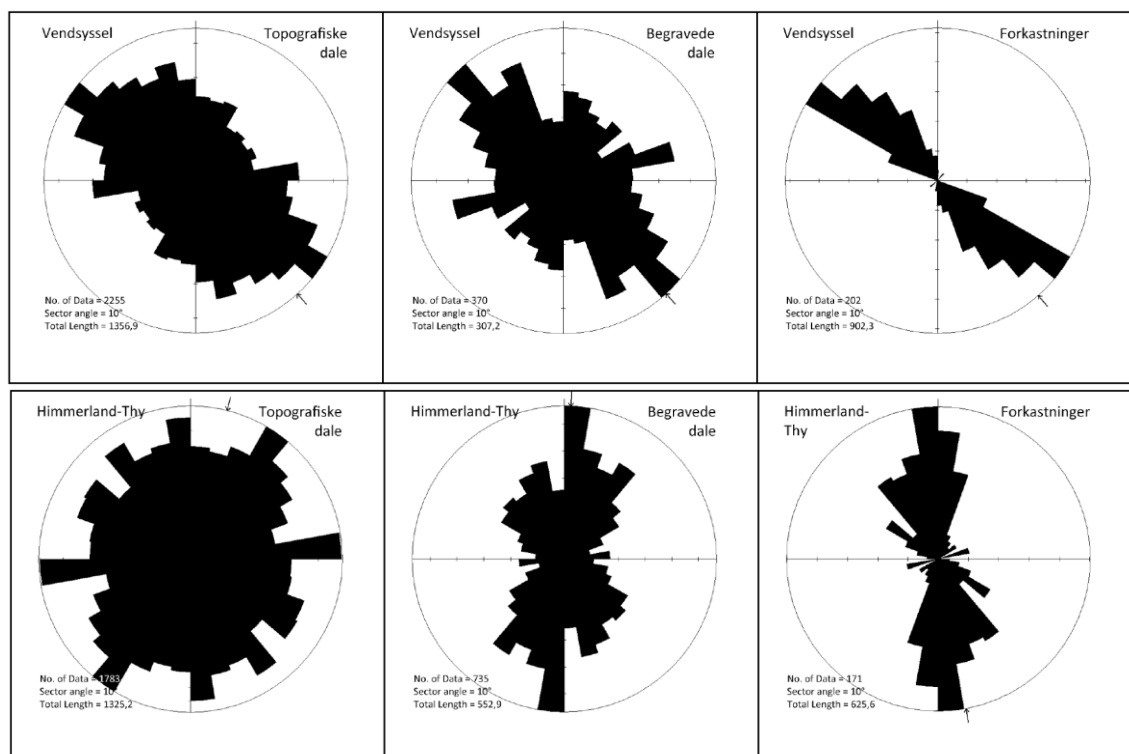 Vendsyssel
Topografiske
dale
No. of Data = 2255
Sector angle = 10°
Total Length = 1356,9
Vendsyssel
Begravede
dale
No. of Data = 370
Sector angle = 10°
Total Length = 307,2
Vendsyssel
Forkastninger
No. of Data = 202
Sector angle = 10°
Total Length = 902,3
Himmerland-Thy
Topografiske
dale
No. of Data = 1783
Sector angle = 10°
Total Length = 1325,2
Himmerland-Thy
Begravede
dale
No. of Data = 735
Sector angle = 10°
Total Length = 552,9
Himmerland-
Thy
Forkastninger
No. of Data = 171
Sector angle = 10°
Total Length = 625,6